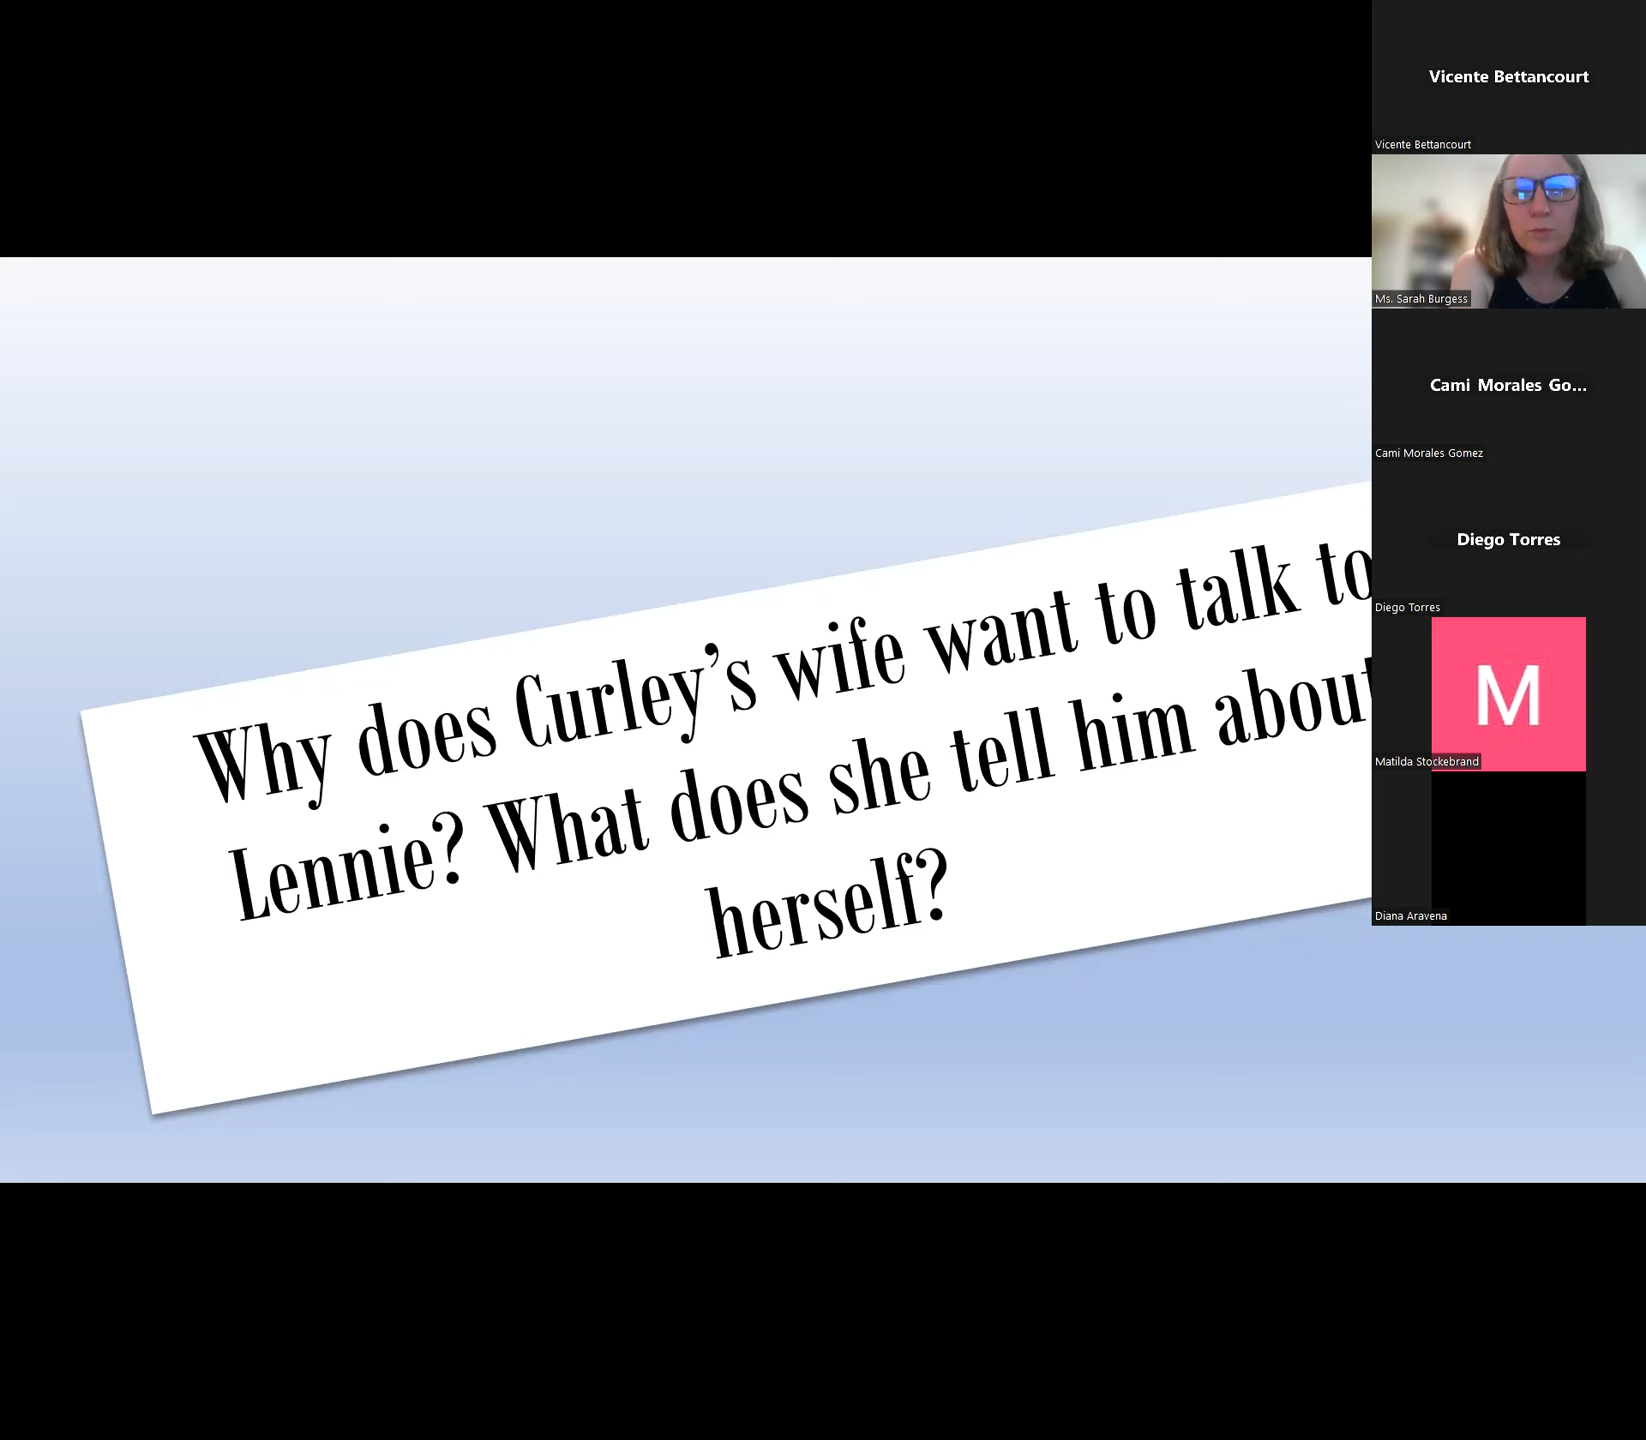 Why does Curley’s wife want to talk to
Lennie? What does she tell him about
herself?
Vicente Bettancourt
Vicente Bettancourt
Ms. Sarah Burgess
Cami Morales Go...
Cami Morales Gomez
Diego Torres
Diego Torres
M
Matilda Stockebrand
Diana Aravena